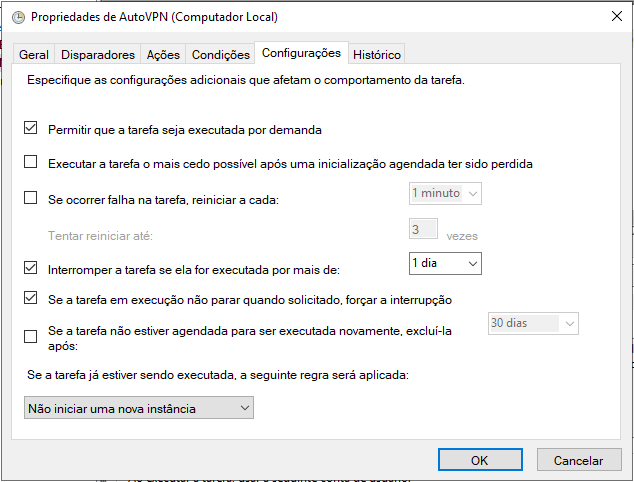 Propriedades de AutoVPN (Computador Local)
Geral Disparadores Ações Condições Configurações Histórico
Especifique as configurações adicionais que afetam o comportamento da tarefa.
Permitir que a tarefa seja executada por demanda
Executar a tarefa o mais cedo possível após uma inicialização agendada ter sido perdida
Se ocorrer falha na tarefa, reiniciar a cada: 1 minuto
Tentar reiniciar até: 3 vezes
Interromper a tarefa se ela for executada por mais de: 1 dia
Se a tarefa em execução não parar quando solicitado, forçar a interrupção
Se a tarefa não estiver agendada para ser executada novamente, excluí-la 30 dias
após:
Se a tarefa já estiver sendo executada, a seguinte regra será aplicada:
Não iniciar uma nova instância
OK Cancelar